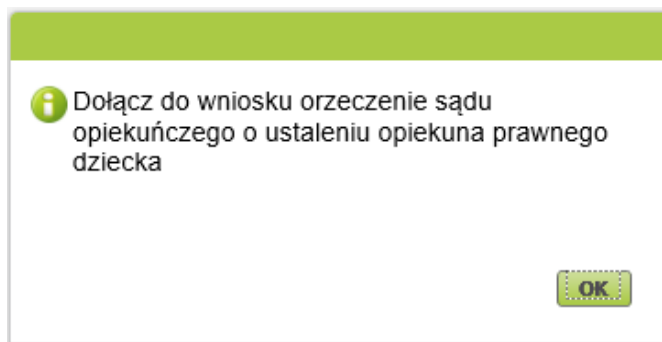 Dołącz do wniosku orzeczenie sądu
opiekuńczego o ustaleniu opiekuna prawnego
dziecka
OK